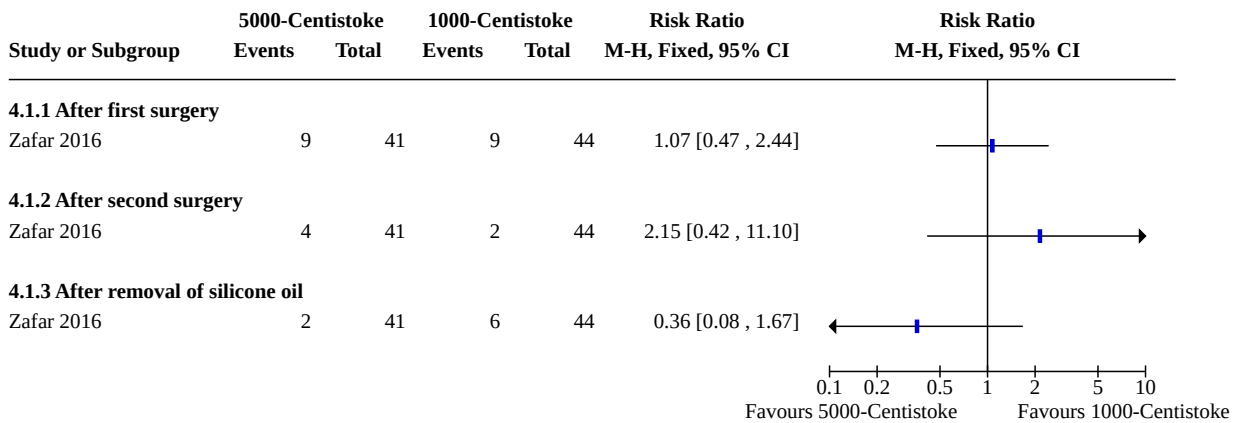 5000-Centistoke 1000-Centistoke Risk Ratio Risk Ratio
Study or Subgroup Events Total Events Total M-H, Fixed, 95% CI M-H, Fixed, 95% CI
4.1.1 After first surgery
Zafar 2016 9 41 9 44 1.07 [0.47 , 2.44]
4.1.2 After second surgery
Zafar 2016 4 41 2 44 2.15 [0.42 , 11.10]
4.1.3 After removal of silicone oil
Zafar 2016 2 41 6 44 0.36 [0.08 , 1.67]
0.1 0.2 0.5 1 2 5 10
Favours 5000-Centistoke Favours 1000-Centistoke